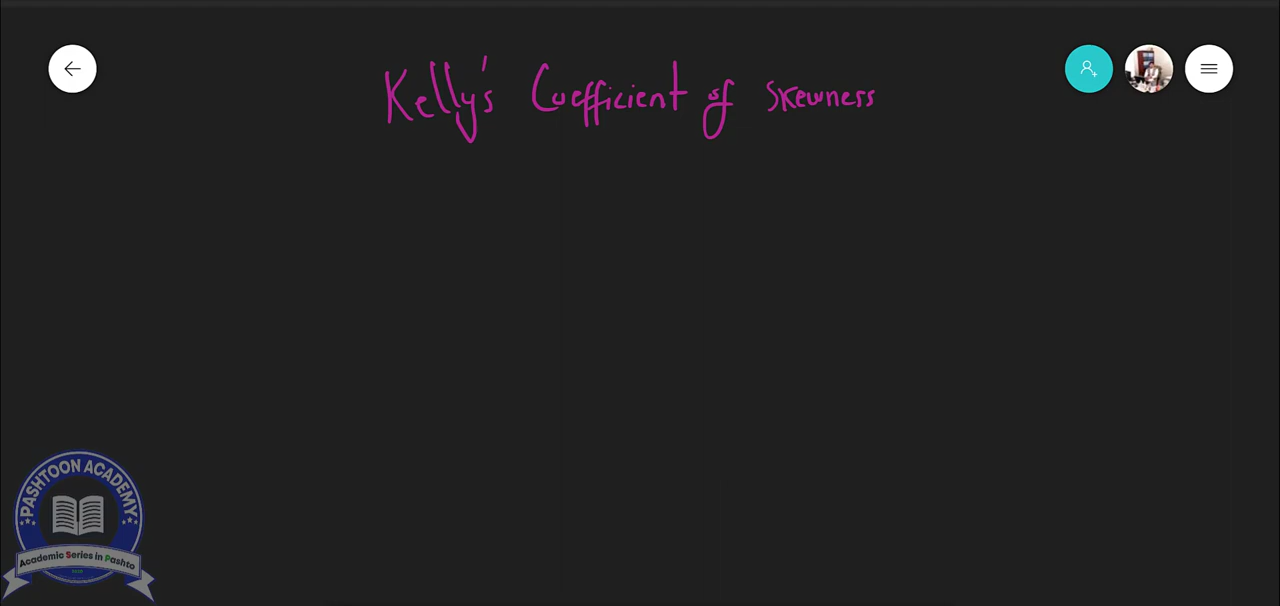 Kelly's Coefficient of Skewness
PASHTOON ACADEMY
Academic Series in Pashto